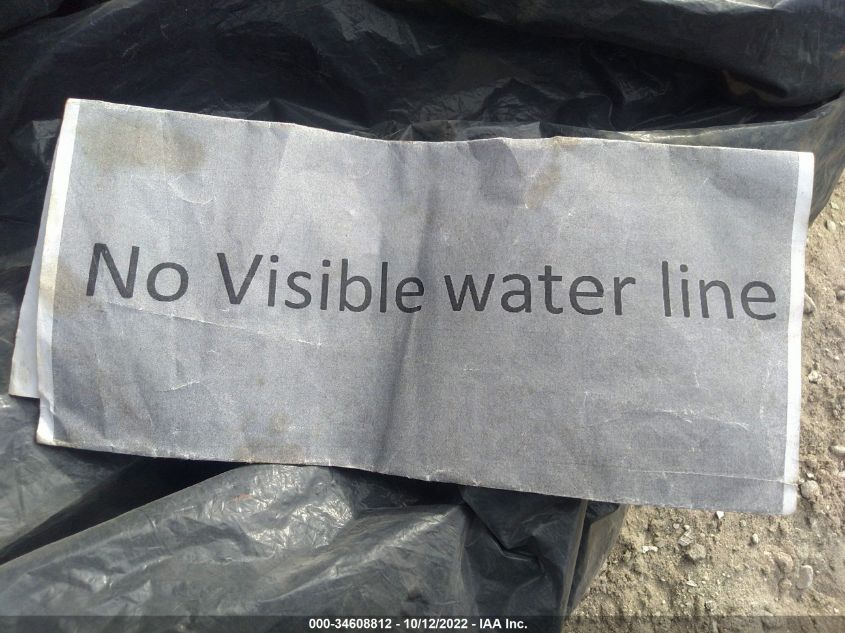 No Visible water line
000-34608812 - 10/12/2022 - IAA Inc.